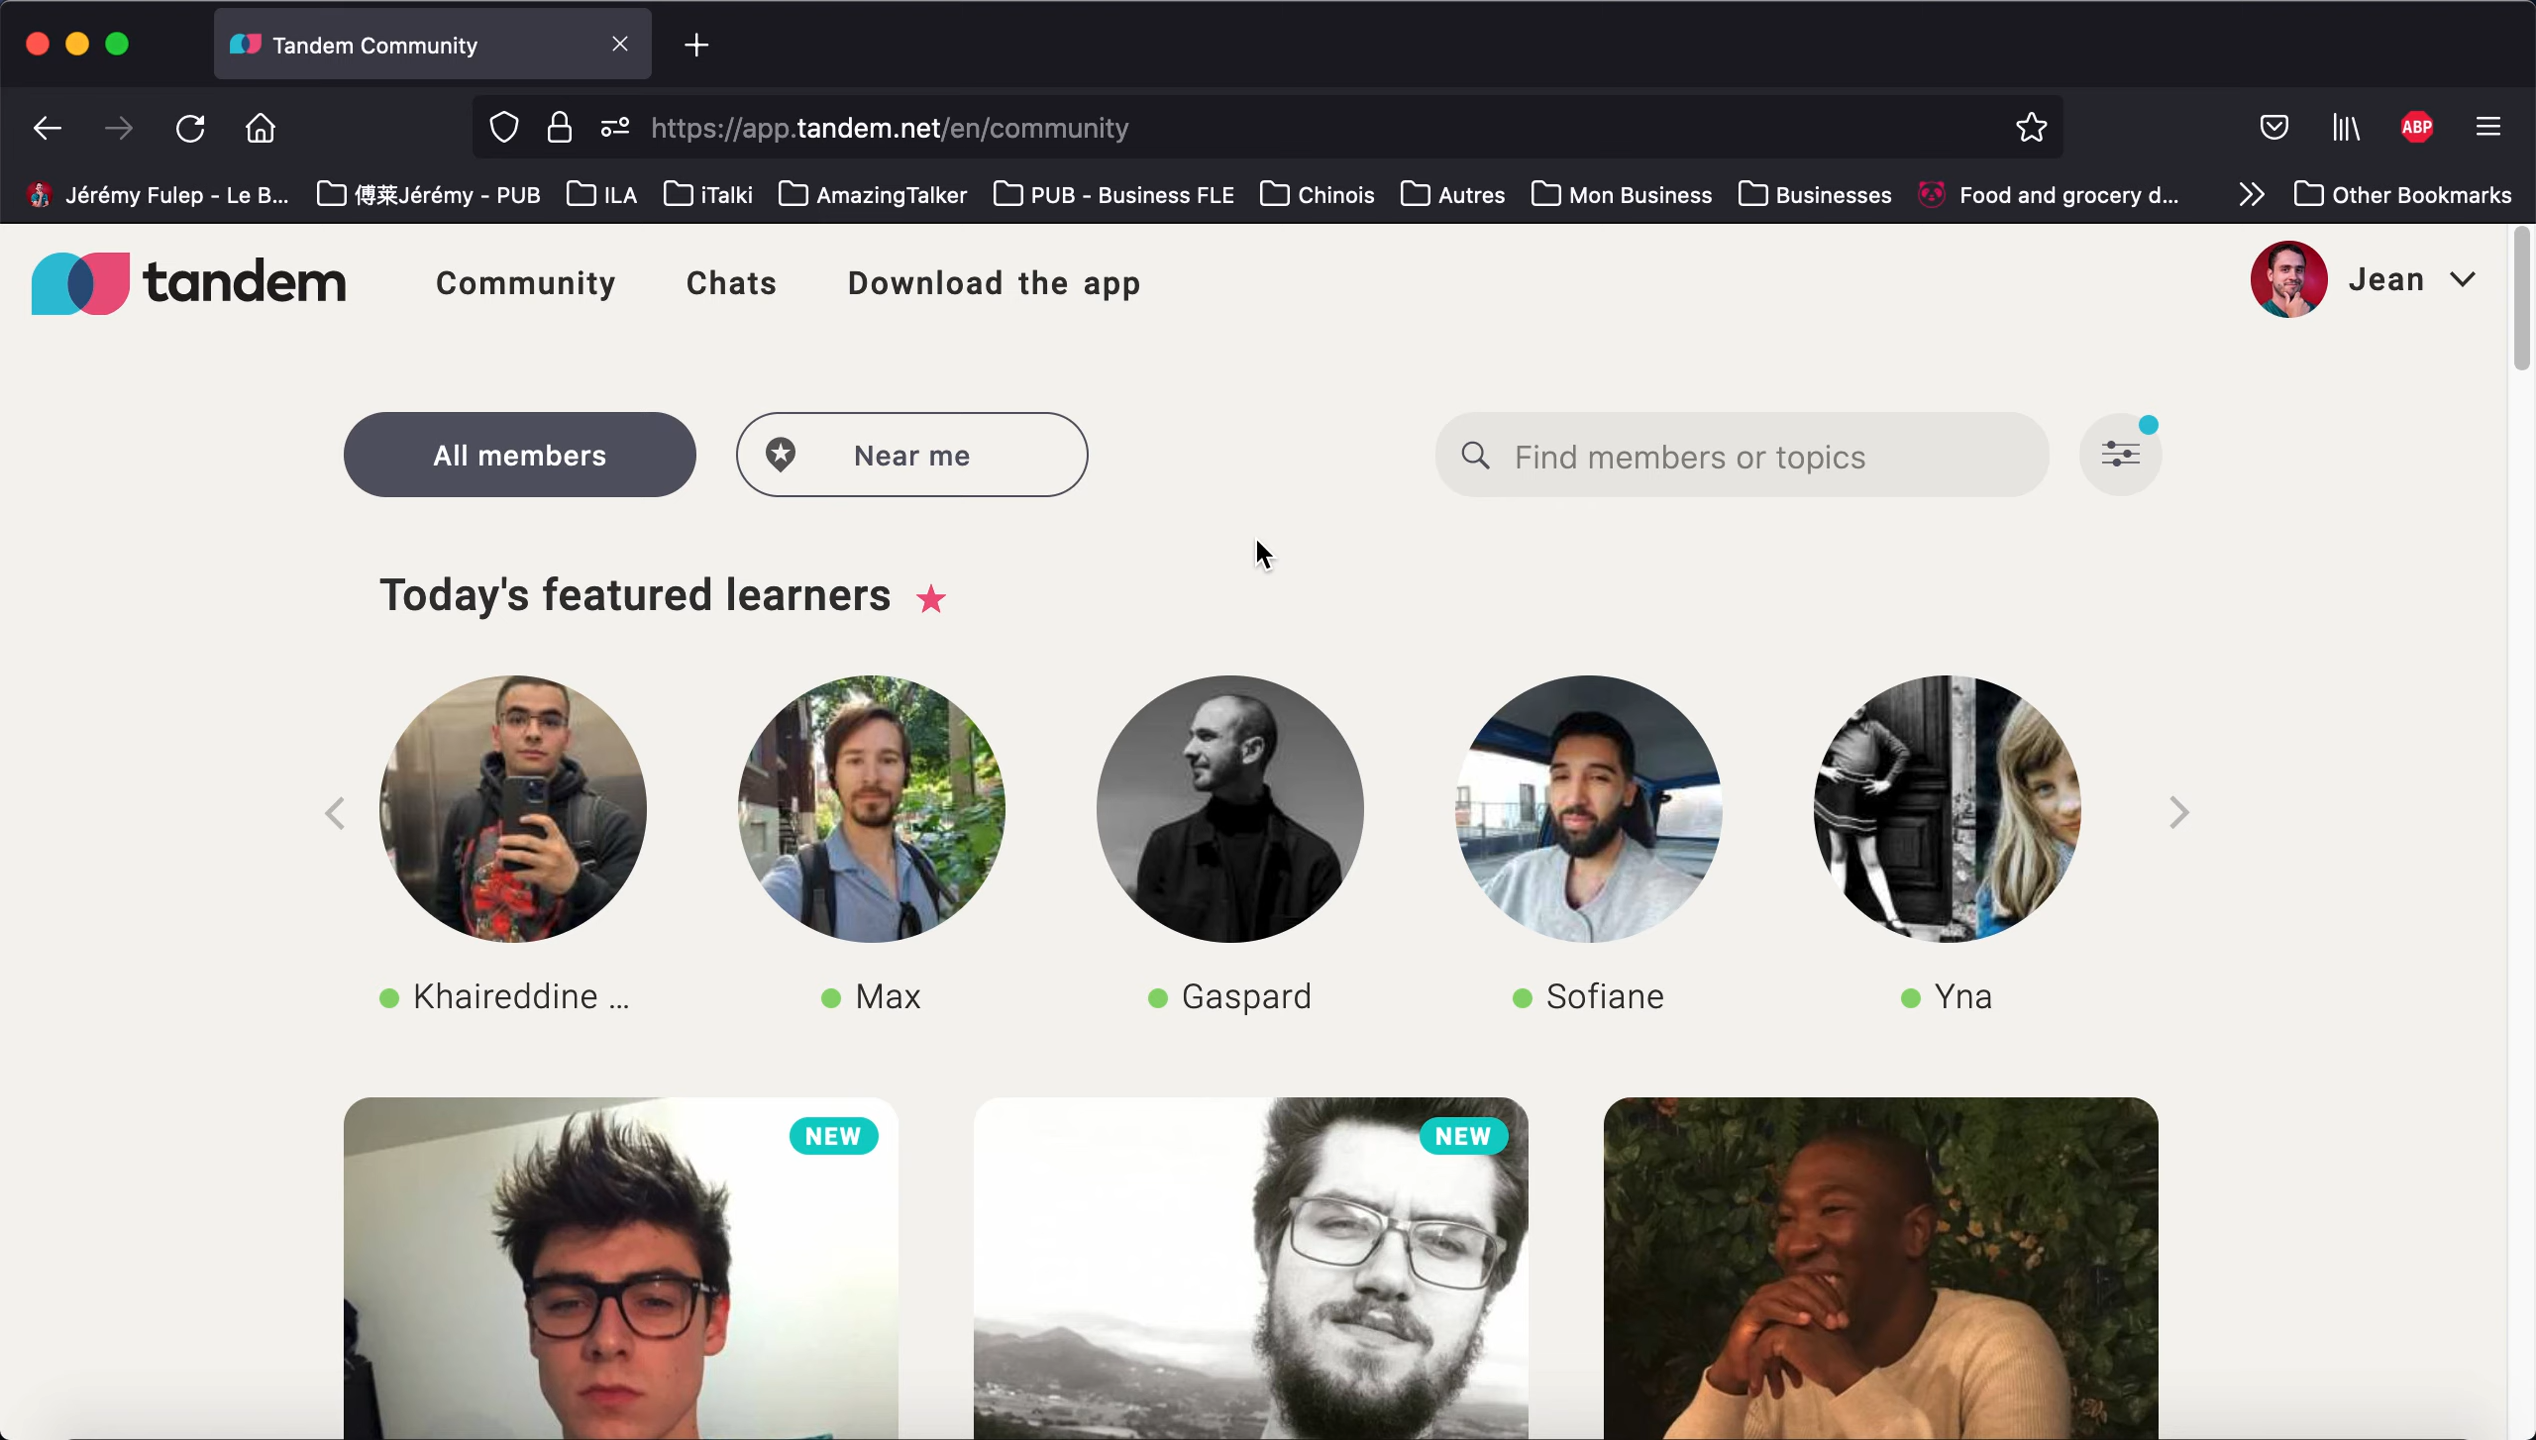 Tandem Community
https://app.tandem.net/en/community
ABP
Jérémy Fulep - Le B... 傅莱Jérémy - PUB ILA iTalki AmazingTalker PUB - Business FLE Chinois Autres Mon Business Businesses Food and grocery d... Other Bookmarks
tandem Community Chats Download the app Jean
All members Near me Find members or topics
Today's featured learners
Khaireddine ... Max Gaspard Sofiane Yna
NEW NEW